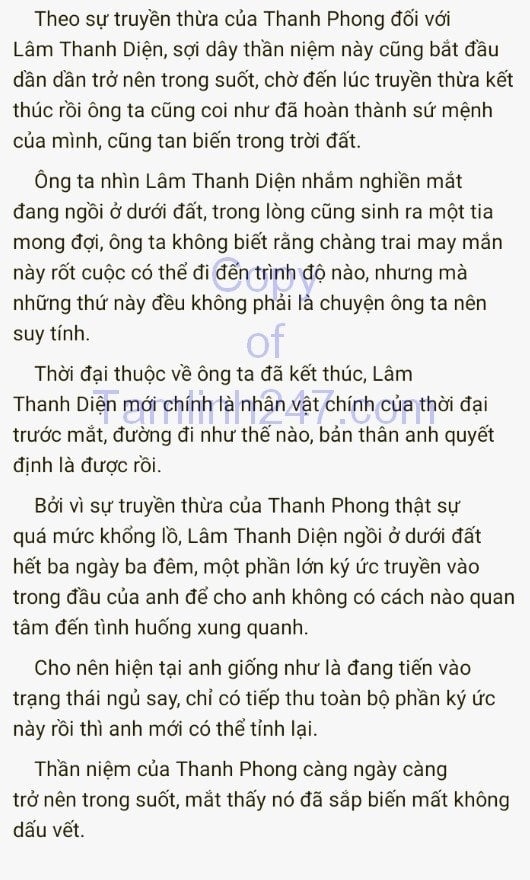 Theo sự truyền thừa của Thanh Phong đối với
Lâm Thanh Diện, sợi dây thần niệm này cũng bắt đầu
dần dần trở nên trong suốt, chờ đến lúc truyền thừa kết
thúc rồi ông ta cũng coi như đã hoàn thành sứ mệnh
của mình, cũng tan biến trong trời đất.
Ông ta nhìn Lâm Thanh Diện nhắm nghiền mắt
đang ngồi ở dưới đất, trong lòng cũng sinh ra một tia
mong đợi, ông ta không biết rằng chàng trai may mắn
này rốt cuộc có thể đi đến trình độ nào, nhưng mà
những thứ này đều không phải là chuyện ông ta nên
suy tính.
Thời đại thuộc về ông ta đã kết thúc, Lâm
Thanh Diện mới chính là nhân vật chính của thời đại
trước mắt, đường đi như thế nào, bản thân anh quyết
định là được rồi.
Bởi vì sự truyền thừa của Thanh Phong thật sự
quá mức khổng lồ, Lâm Thanh Diện ngồi ở dưới đất
hết ba ngày ba đêm, một phần lớn ký ức truyền vào
trong đầu của anh để cho anh không có cách nào quan
tâm đến tình huống xung quanh.
Cho nên hiện tại anh giống như là đang tiến vào
trạng thái ngủ say, chỉ có tiếp thu toàn bộ phần ký ức
này rồi thì anh mới có thể tỉnh lại.
Thần niệm của Thanh Phong càng ngày càng
trở nên trong suốt, mắt thấy nó đã sắp biến mất không
dấu vết.
Copy
of
Tamlinh247.com